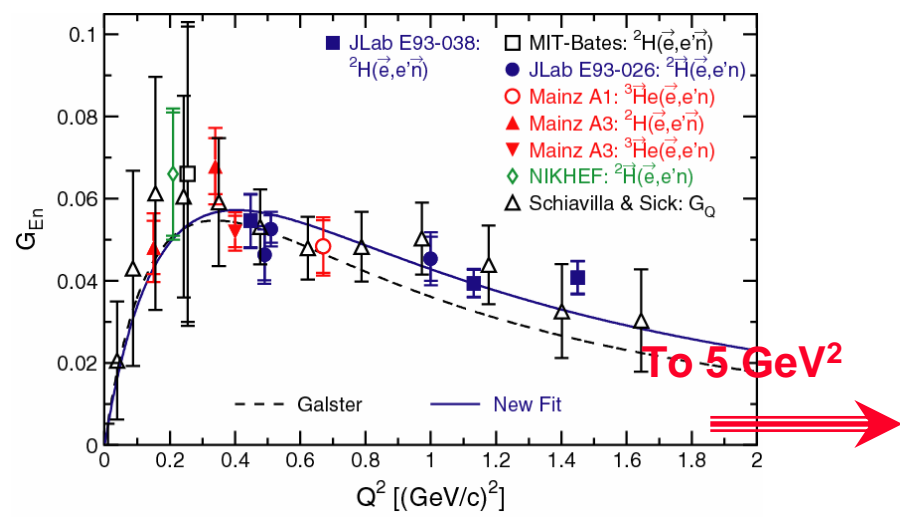 0.1
0.08
0.06
0.04
0.02
0
G_En
JLab E93-038:
²H(e⃗,e'n⃗)
MIT-Bates: ²H(e⃗,e'n⃗)
JLab E93-026: ²H⃗(e⃗,e'n)
Mainz A1: ³H⃗e(e⃗,e'n)
Mainz A3: ²H(e⃗,e'n⃗)
Mainz A3: ³H⃗e(e⃗,e'n)
NIKHEF: ²H⃗(e⃗,e'n)
Schiavilla & Sick: G_Q
To 5 GeV²
Galster
New Fit
0 0.2 0.4 0.6 0.8 1 1.2 1.4 1.6 1.8 2
Q² [(GeV/c)²]